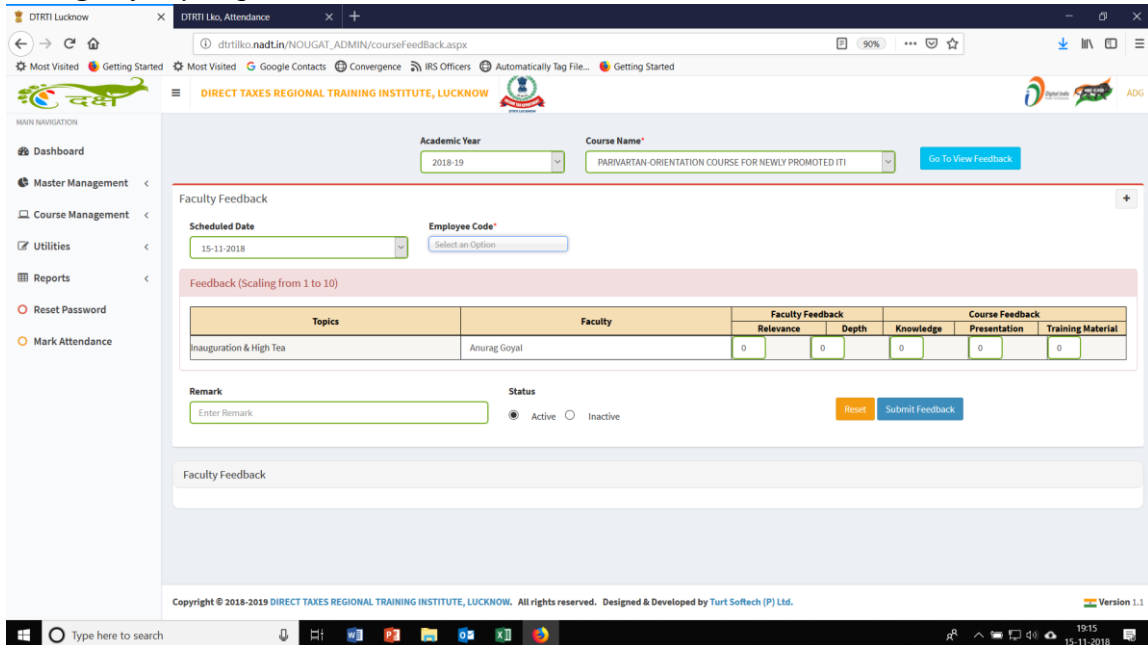 DTRTI Lucknow
DTRTI Lko, Attendance
dtrtilko.nadt.in/NOUGAT_ADMIN/courseFeedBack.aspx
90%
Most Visited Getting Started Most Visited Google Contacts Convergence IRS Officers Automatically Tag File... Getting Started
दक्ष
DIRECT TAXES REGIONAL TRAINING INSTITUTE, LUCKNOW
Digital India
ADG
MAIN NAVIGATION
Dashboard
Master Management
Course Management
Utilities
Reports
Reset Password
Mark Attendance
Academic Year
2018-19
Course Name*
PARIVARTAN-ORIENTATION COURSE FOR NEWLY PROMOTED ITI
Go To View Feedback
Faculty Feedback
Scheduled Date
15-11-2018
Employee Code*
Select an Option
Feedback (Scaling from 1 to 10)
Topics Faculty Faculty Feedback Course Feedback
Relevance Depth Knowledge Presentation Training Material
Inauguration & High Tea Anurag Goyal 0 0 0 0 0
Remark
Enter Remark
Status
Active Inactive
Reset Submit Feedback
Faculty Feedback
Copyright © 2018-2019 DIRECT TAXES REGIONAL TRAINING INSTITUTE, LUCKNOW. All rights reserved. Designed & Developed by Turt Softech (P) Ltd.
Version 1.1
Type here to search
19:15
15-11-2018